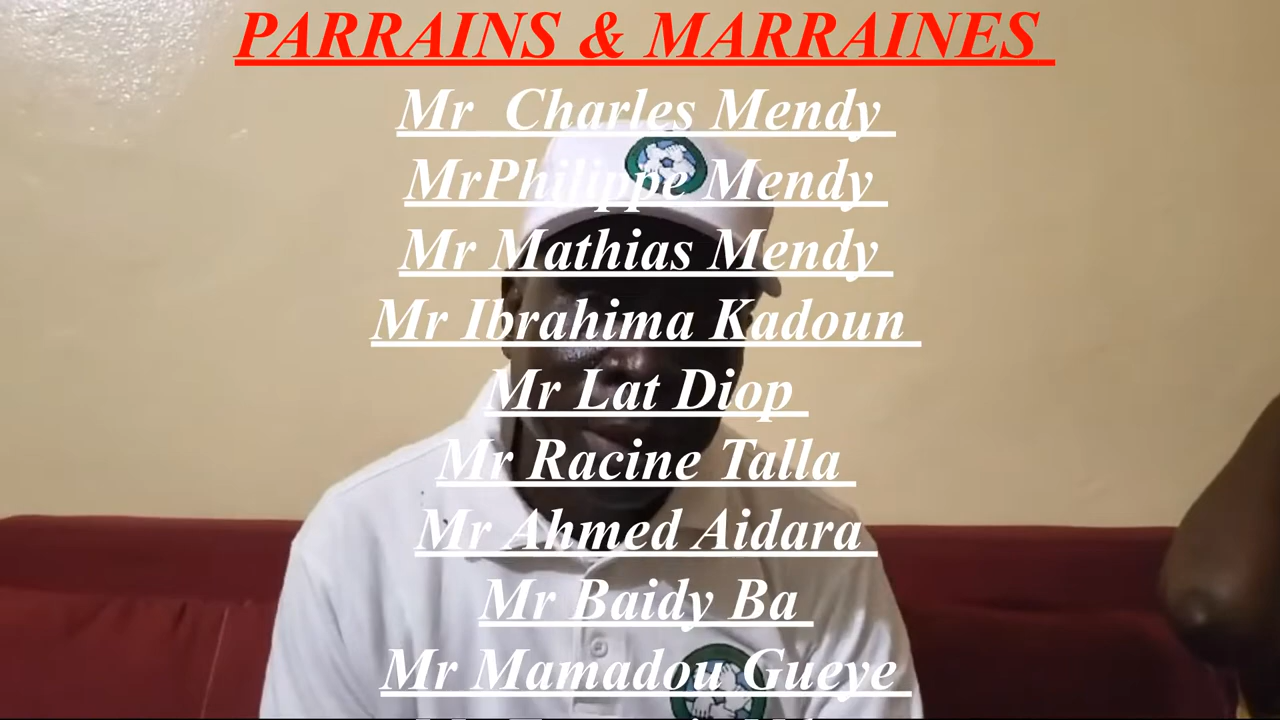 PARRAINS & MARRAINES
Mr Charles Mendy
MrPhilippe Mendy
Mr Mathias Mendy
Mr Ibrahima Kadoun
Mr Lat Diop
Mr Racine Talla
Mr Ahmed Aidara
Mr Baidy Ba
Mr Mamadou Gueye